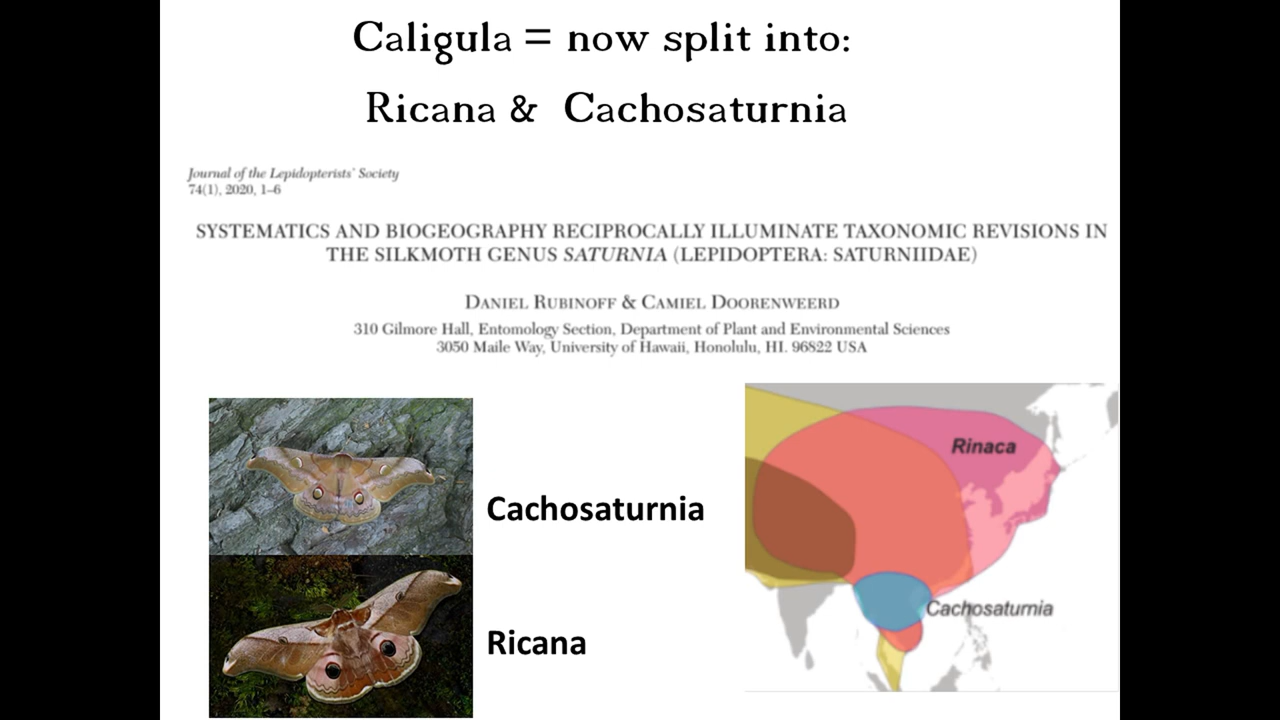 Caligula = now split into:
Ricana & Cachosaturnia
Journal of the Lepidopterists' Society
74(1), 2020, 1–6
SYSTEMATICS AND BIOGEOGRAPHY RECIPROCALLY ILLUMINATE TAXONOMIC REVISIONS IN
THE SILKMOTH GENUS SATURNIA (LEPIDOPTERA: SATURNIIDAE)
DANIEL RUBINOFF & CAMIEL DOORENWEERD
310 Gilmore Hall, Entomology Section, Department of Plant and Environmental Sciences
3050 Maile Way, University of Hawaii, Honolulu, HI. 96822 USA
Rinaca
Cachosaturnia
Cachosaturnia
Ricana